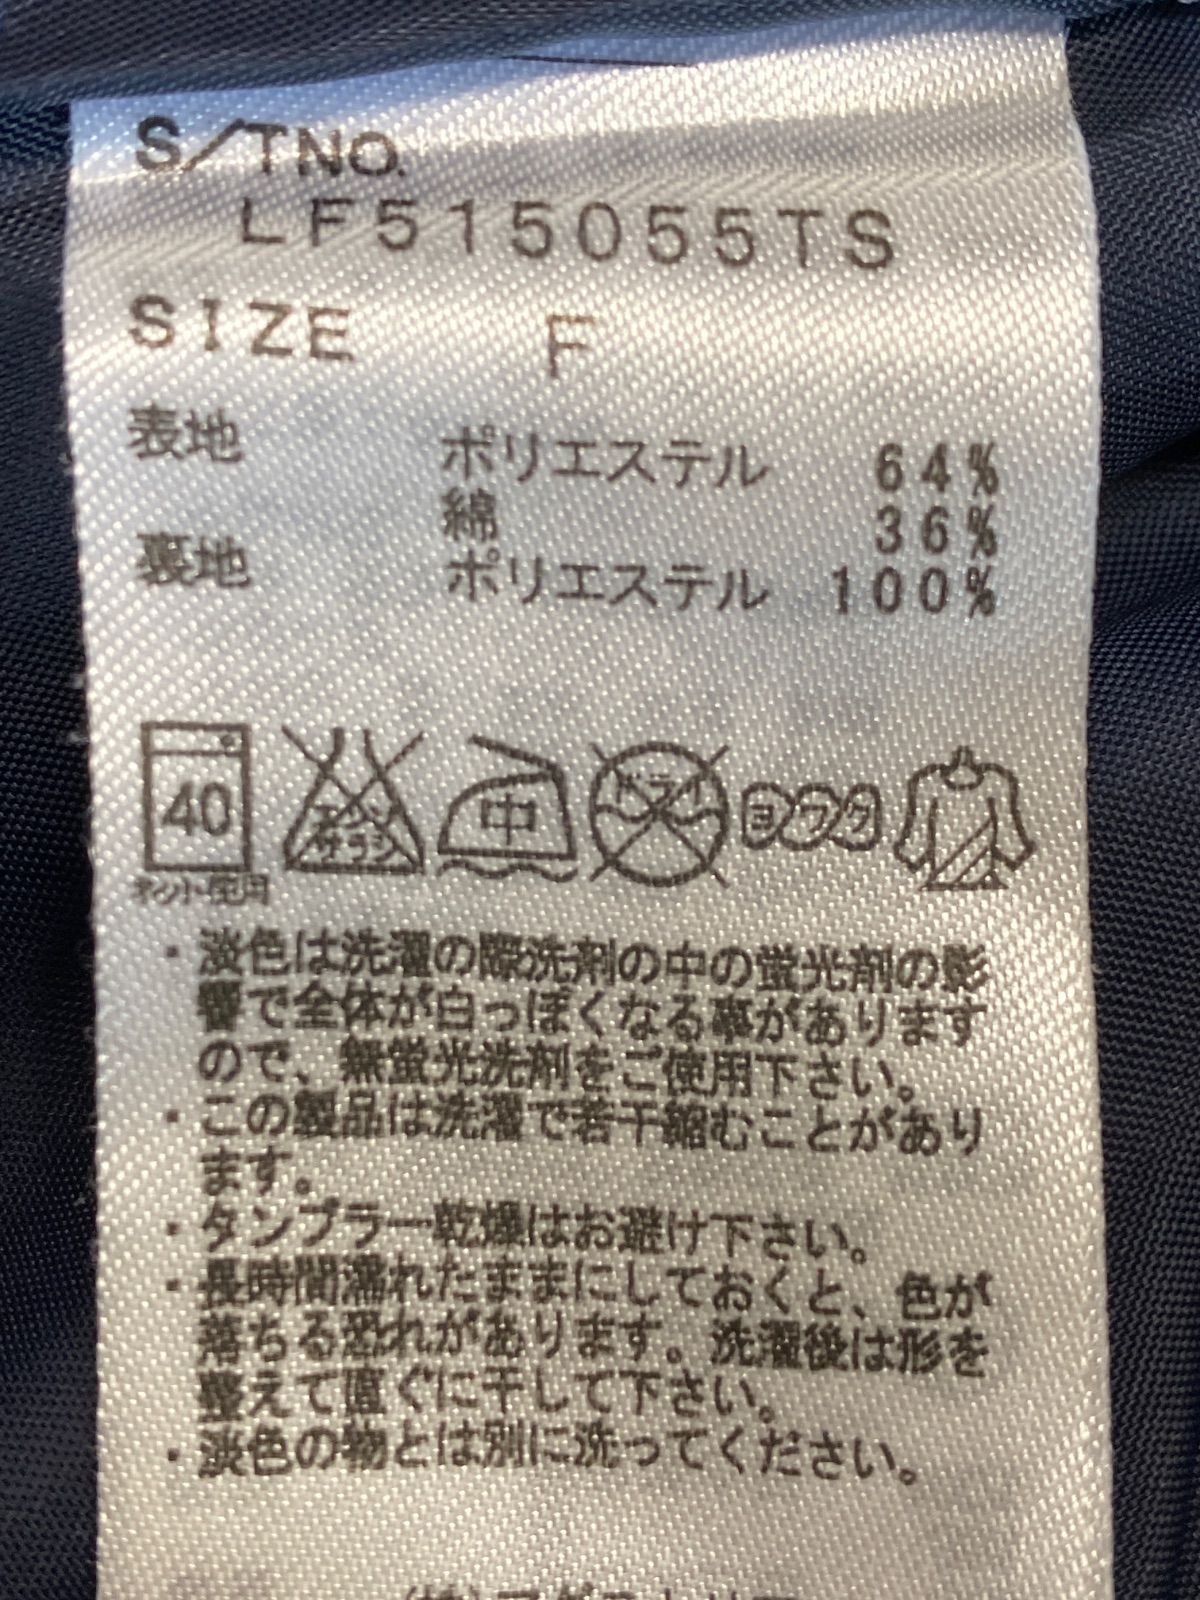 S/TNO.
LF515055TS
SIZE F
表地 ポリエステル 64%
綿 36%
裏地 ポリエステル 100%
40 エンソサラシ 中 ドライ ヨワク
ネット使用
・淡色は洗濯の際洗剤の中の蛍光剤の影
響で全体が白っぽくなる事があります
ので、無蛍光洗剤をご使用下さい。
・この製品は洗濯で若干縮むことがあり
ます。
・タンブラー乾燥はお避け下さい。
・長時間濡れたままにしておくと、色が
落ちる恐れがあります。洗濯後は形を
整えて直ぐに干して下さい。
・淡色の物とは別に洗ってください。